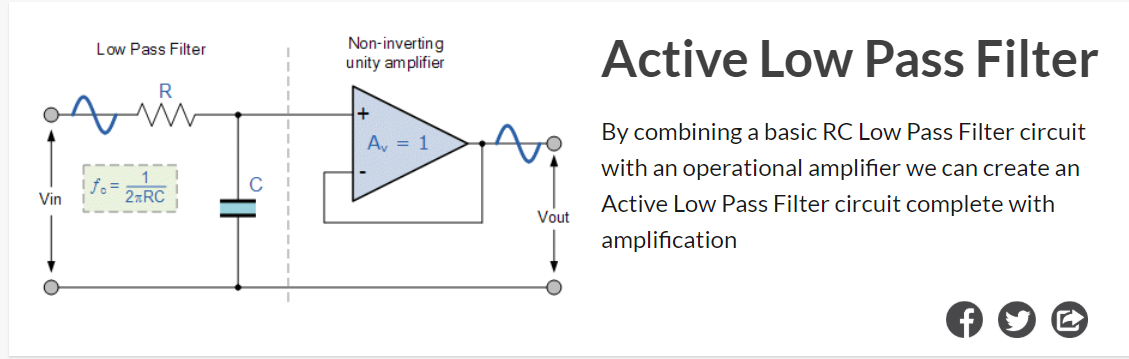 Low Pass Filter
Non-inverting
unity amplifier
R
+
Aᵥ = 1
-
fc = 1
2πRC
C
Vin
Vout
Active Low Pass Filter
By combining a basic RC Low Pass Filter circuit
with an operational amplifier we can create an
Active Low Pass Filter circuit complete with
amplification